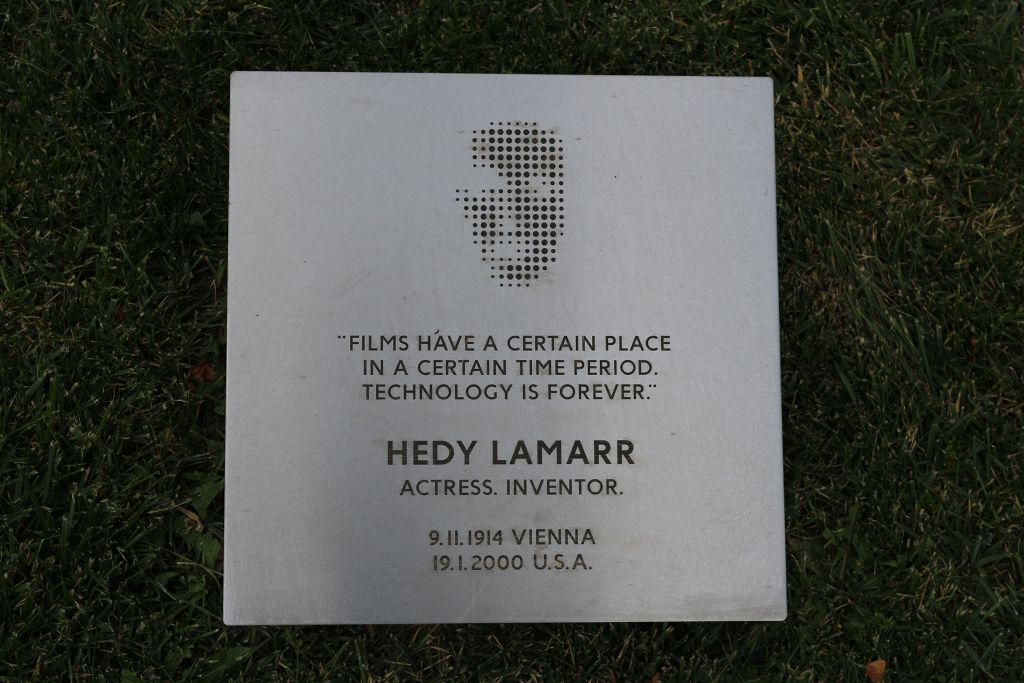 ¨FILMS HAVE A CERTAIN PLACE
IN A CERTAIN TIME PERIOD.
TECHNOLOGY IS FOREVER.¨
HEDY LAMARR
ACTRESS. INVENTOR.
9.11.1914 VIENNA
19.1.2000 U.S.A.